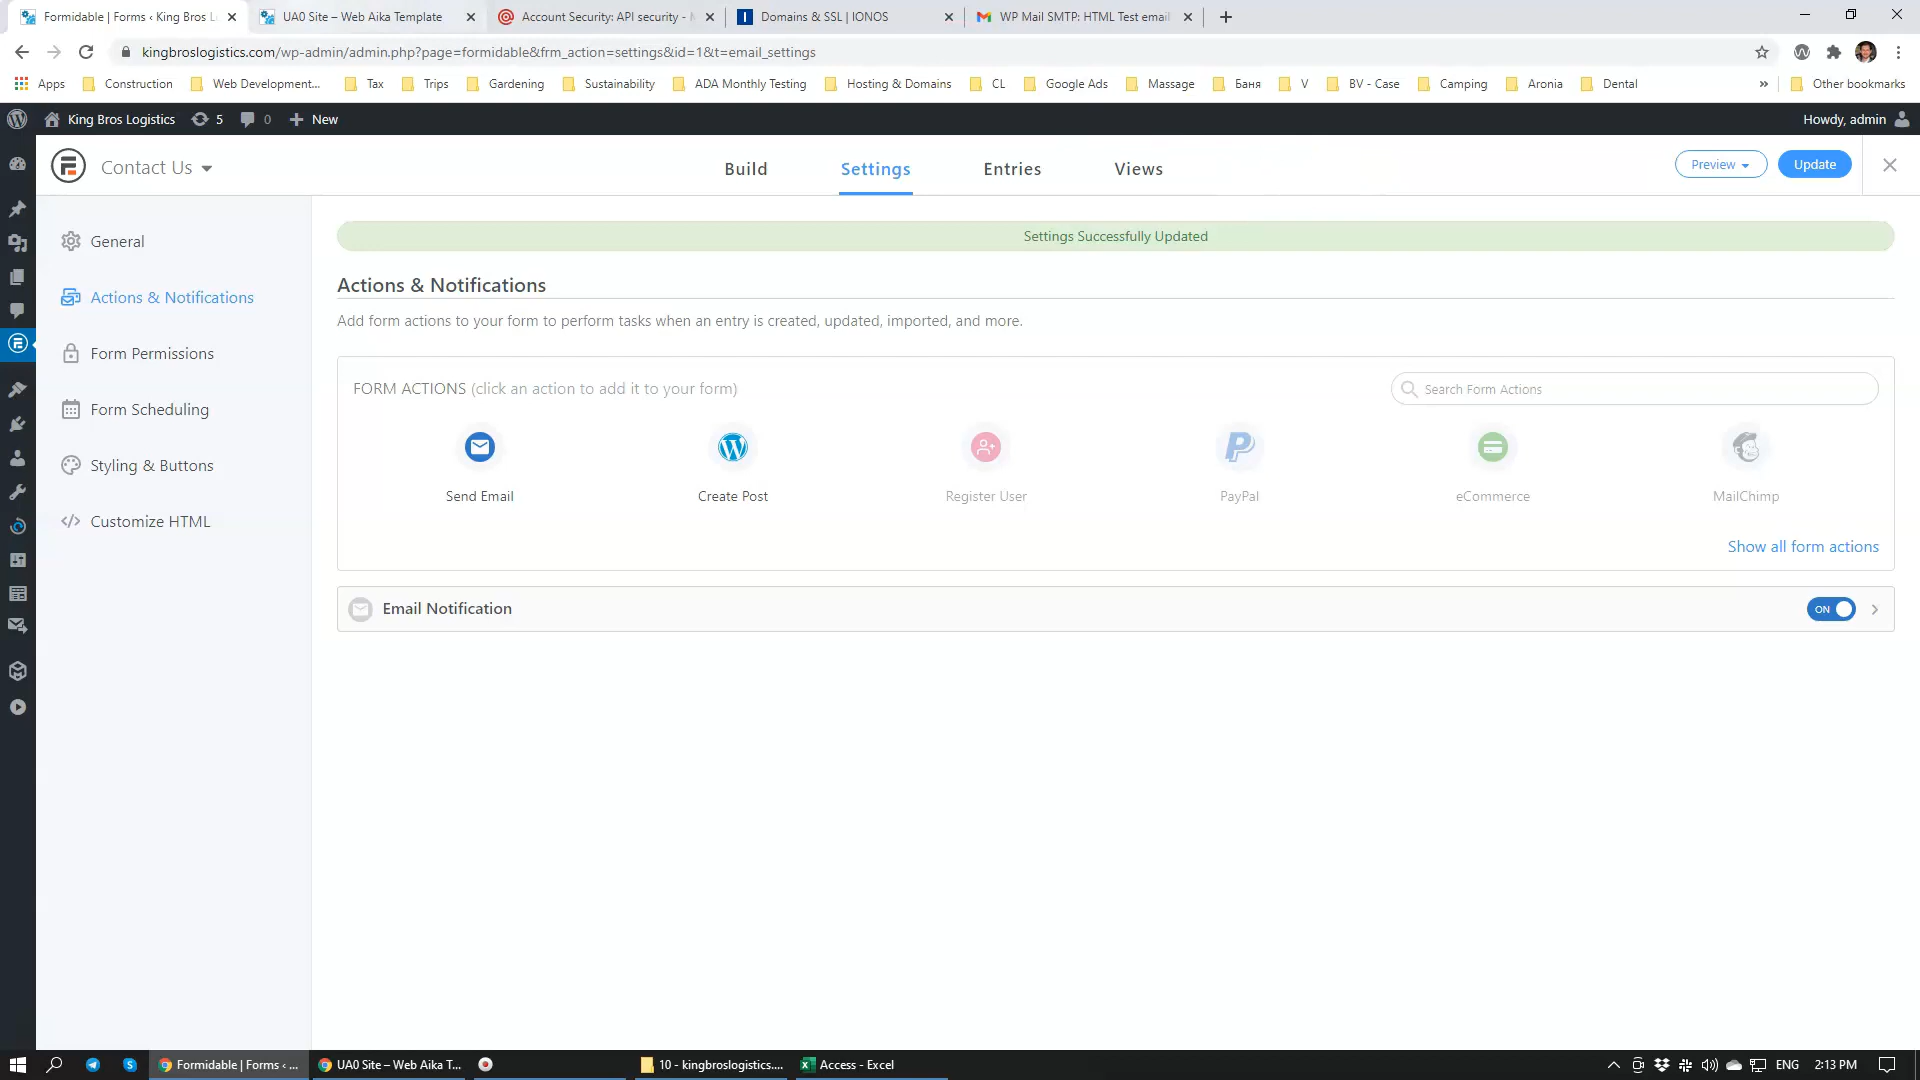 Formidable | Forms ‹ King Bros L
UA0 Site – Web Aika Template
Account Security: API security -
Domains & SSL | IONOS
WP Mail SMTP: HTML Test email
kingbroslogistics.com/wp-admin/admin.php?page=formidable&frm_action=settings&id=1&t=email_settings
Apps
Construction
Web Development...
Tax
Trips
Gardening
Sustainability
ADA Monthly Testing
Hosting & Domains
CL
Google Ads
Massage
Баня
V
BV - Case
Camping
Aronia
Dental
»
Other bookmarks
King Bros Logistics
5
0
New
Howdy, admin
Contact Us
Build
Settings
Entries
Views
Preview
Update
General
Actions & Notifications
Form Permissions
Form Scheduling
Styling & Buttons
Customize HTML
Settings Successfully Updated
Actions & Notifications
Add form actions to your form to perform tasks when an entry is created, updated, imported, and more.
FORM ACTIONS (click an action to add it to your form)
Search Form Actions
Send Email
Create Post
Register User
PayPal
eCommerce
MailChimp
Show all form actions
Email Notification
ON
Formidable | Forms ‹ ...
UA0 Site – Web Aika T...
10 - kingbroslogistics....
Access - Excel
ENG
2:13 PM